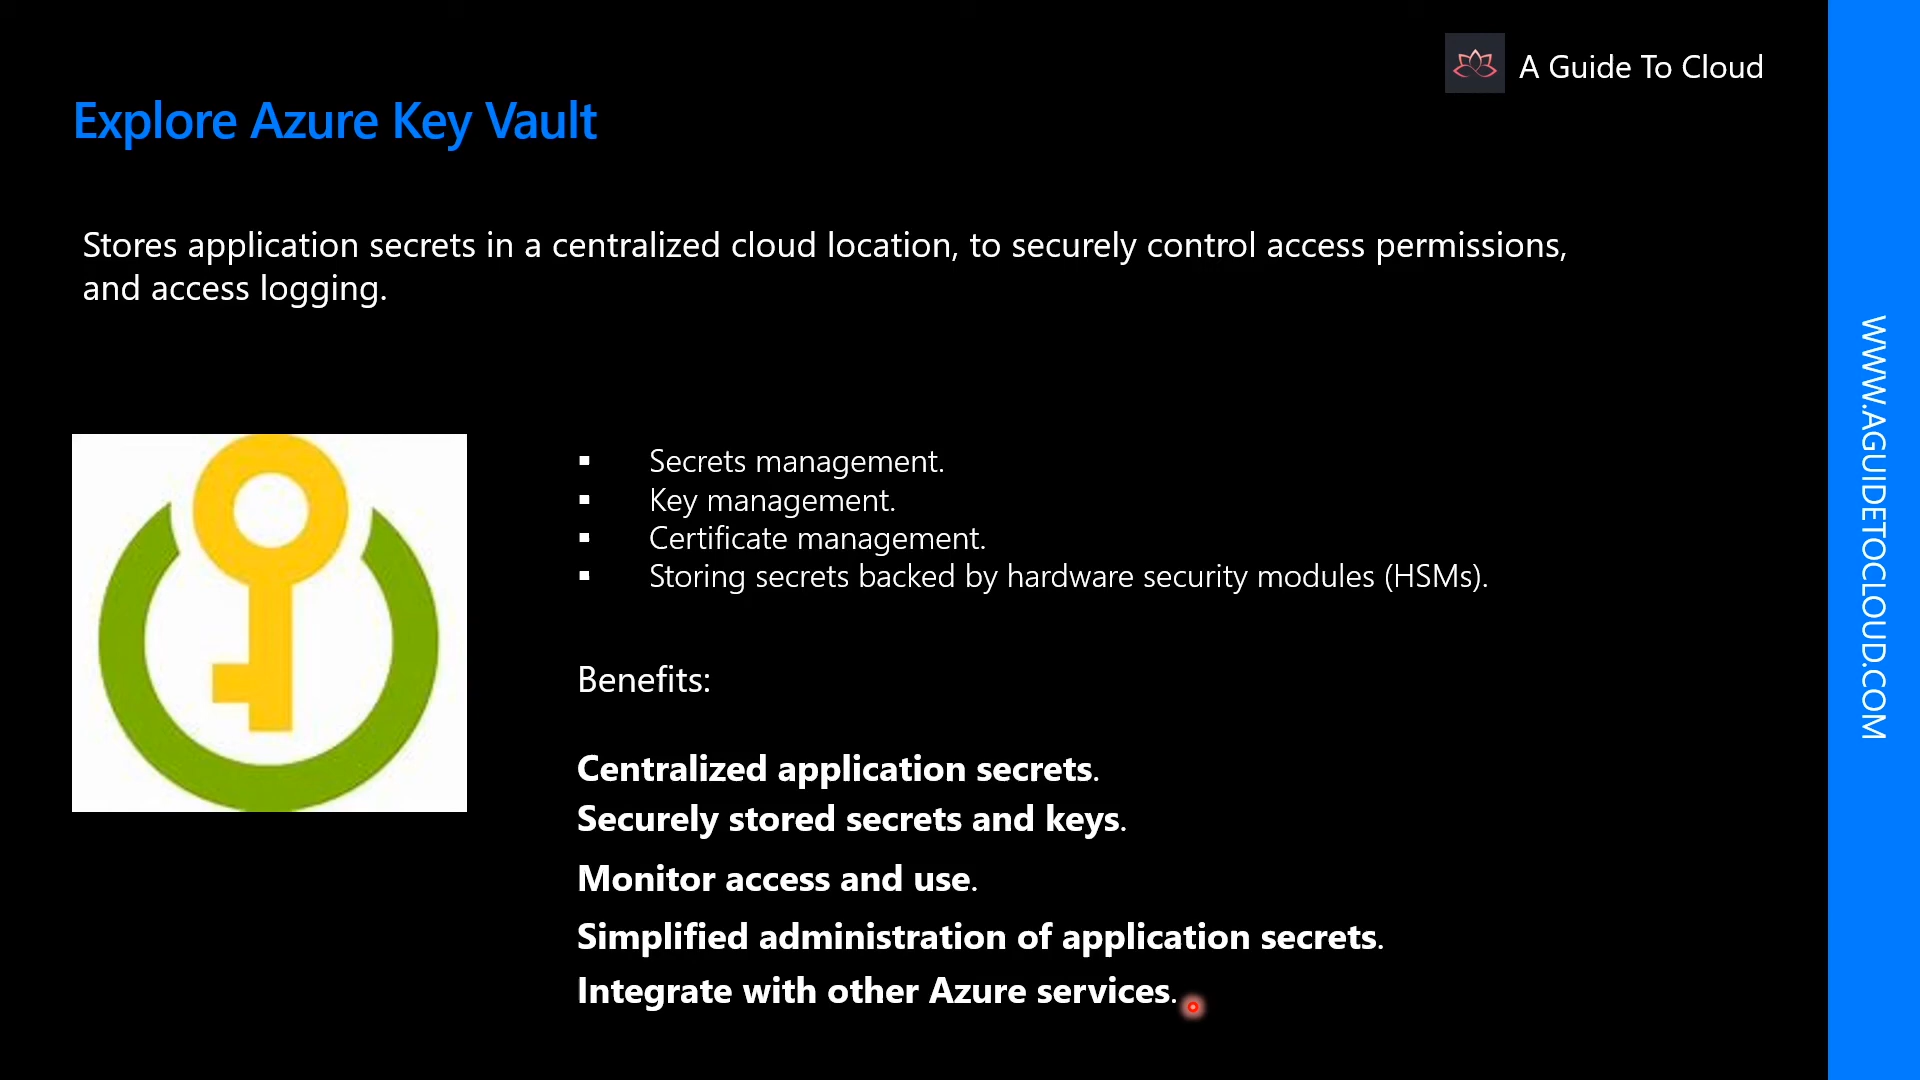 A Guide To Cloud
Explore Azure Key Vault
Stores application secrets in a centralized cloud location, to securely control access permissions,
and access logging.
▪ Secrets management.
▪ Key management.
▪ Certificate management.
▪ Storing secrets backed by hardware security modules (HSMs).
Benefits:
Centralized application secrets.
Securely stored secrets and keys.
Monitor access and use.
Simplified administration of application secrets.
Integrate with other Azure services.
WWW.AGUIDETOCLOUD.COM